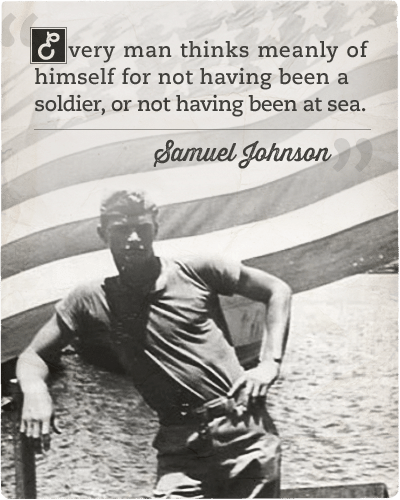 Every man thinks meanly of
himself for not having been a
soldier, or not having been at sea.
Samuel Johnson